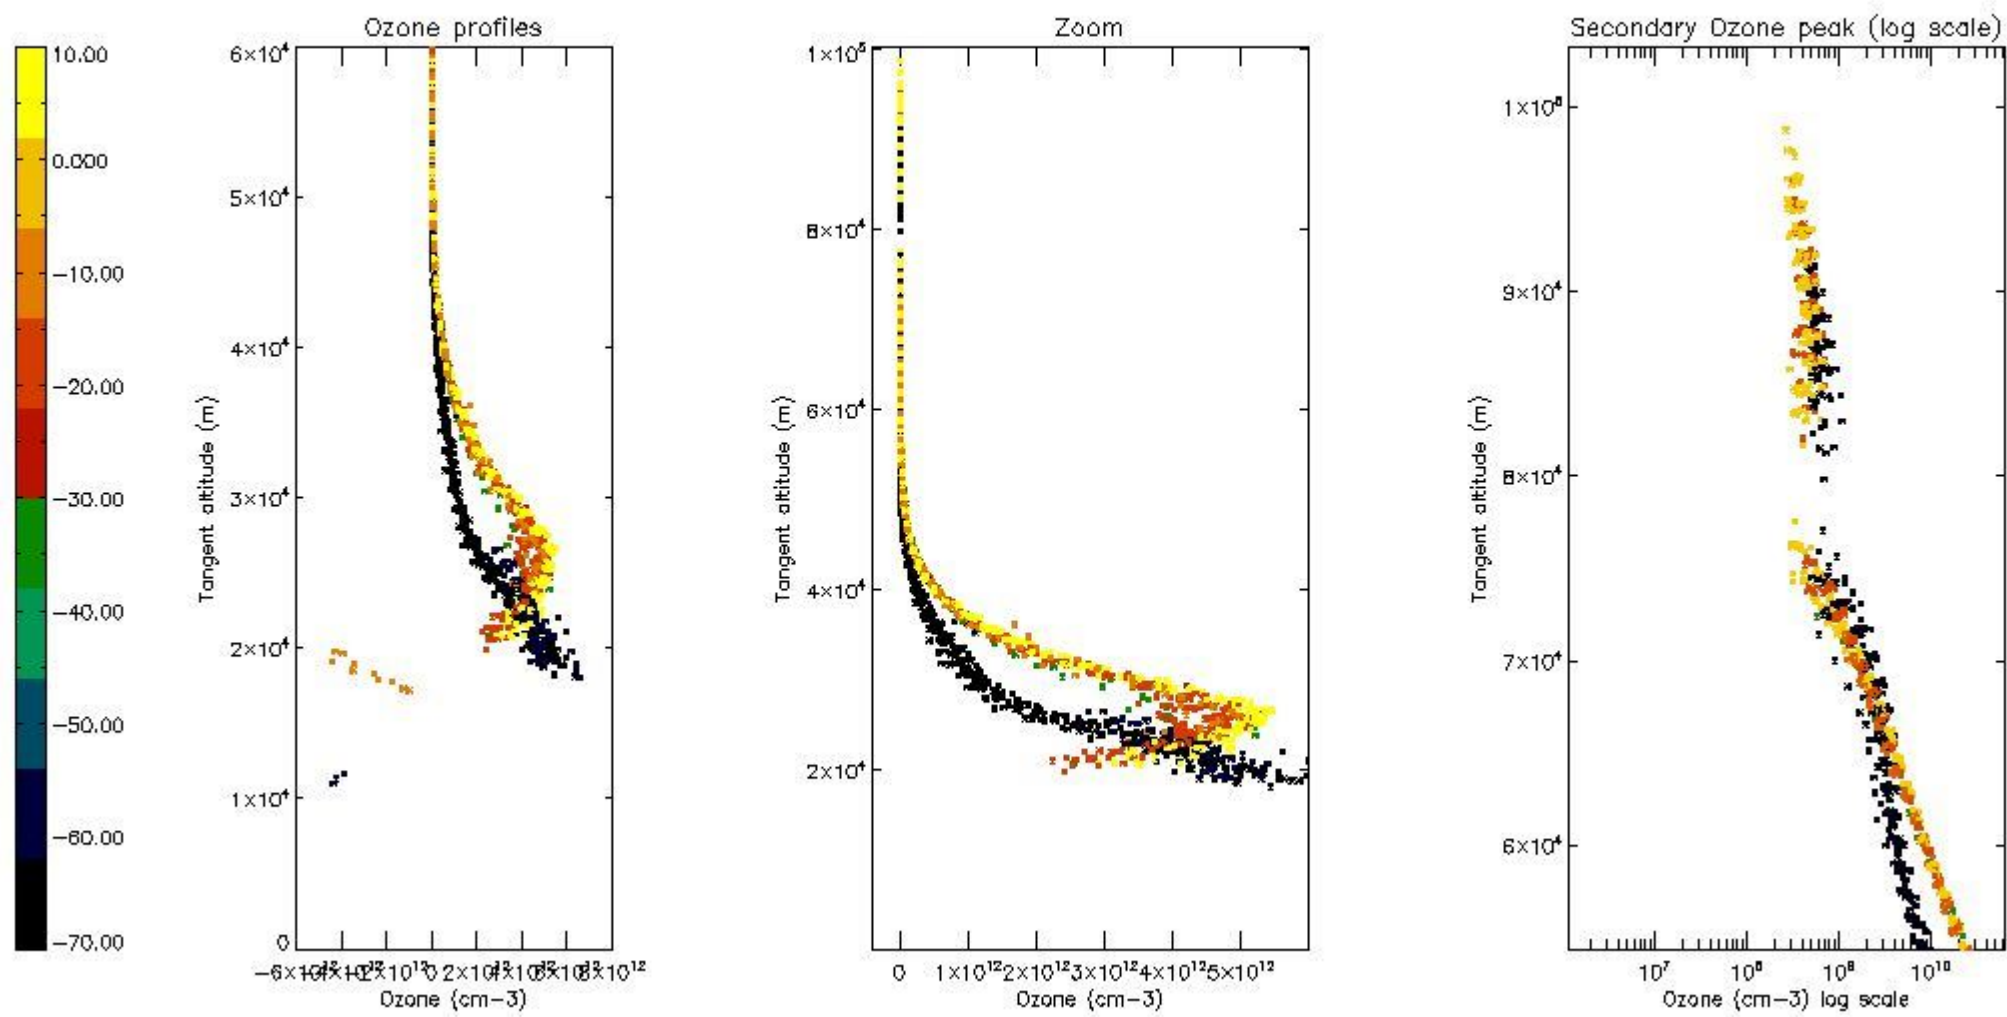 Ozone profiles
Zoom
Secondary Ozone peak (log scale)
10.00
0.000
-10.00
-20.00
-30.00
-40.00
-50.00
-60.00
-70.00
6×10⁴
5×10⁴
4×10⁴
3×10⁴
2×10⁴
1×10⁴
0
Tangent altitude (m)
0
8×10¹²
Ozone (cm-3)
1×10⁵
8×10⁴
6×10⁴
4×10⁴
2×10⁴
Tangent altitude (m)
0 1×10¹² 2×10¹² 3×10¹² 4×10¹² 5×10¹²
Ozone (cm-3)
9×10⁴
8×10⁴
7×10⁴
6×10⁴
Tangent altitude (m)
10⁷ 10⁸ 10⁹ 10¹⁰
Ozone (cm-3) log scale